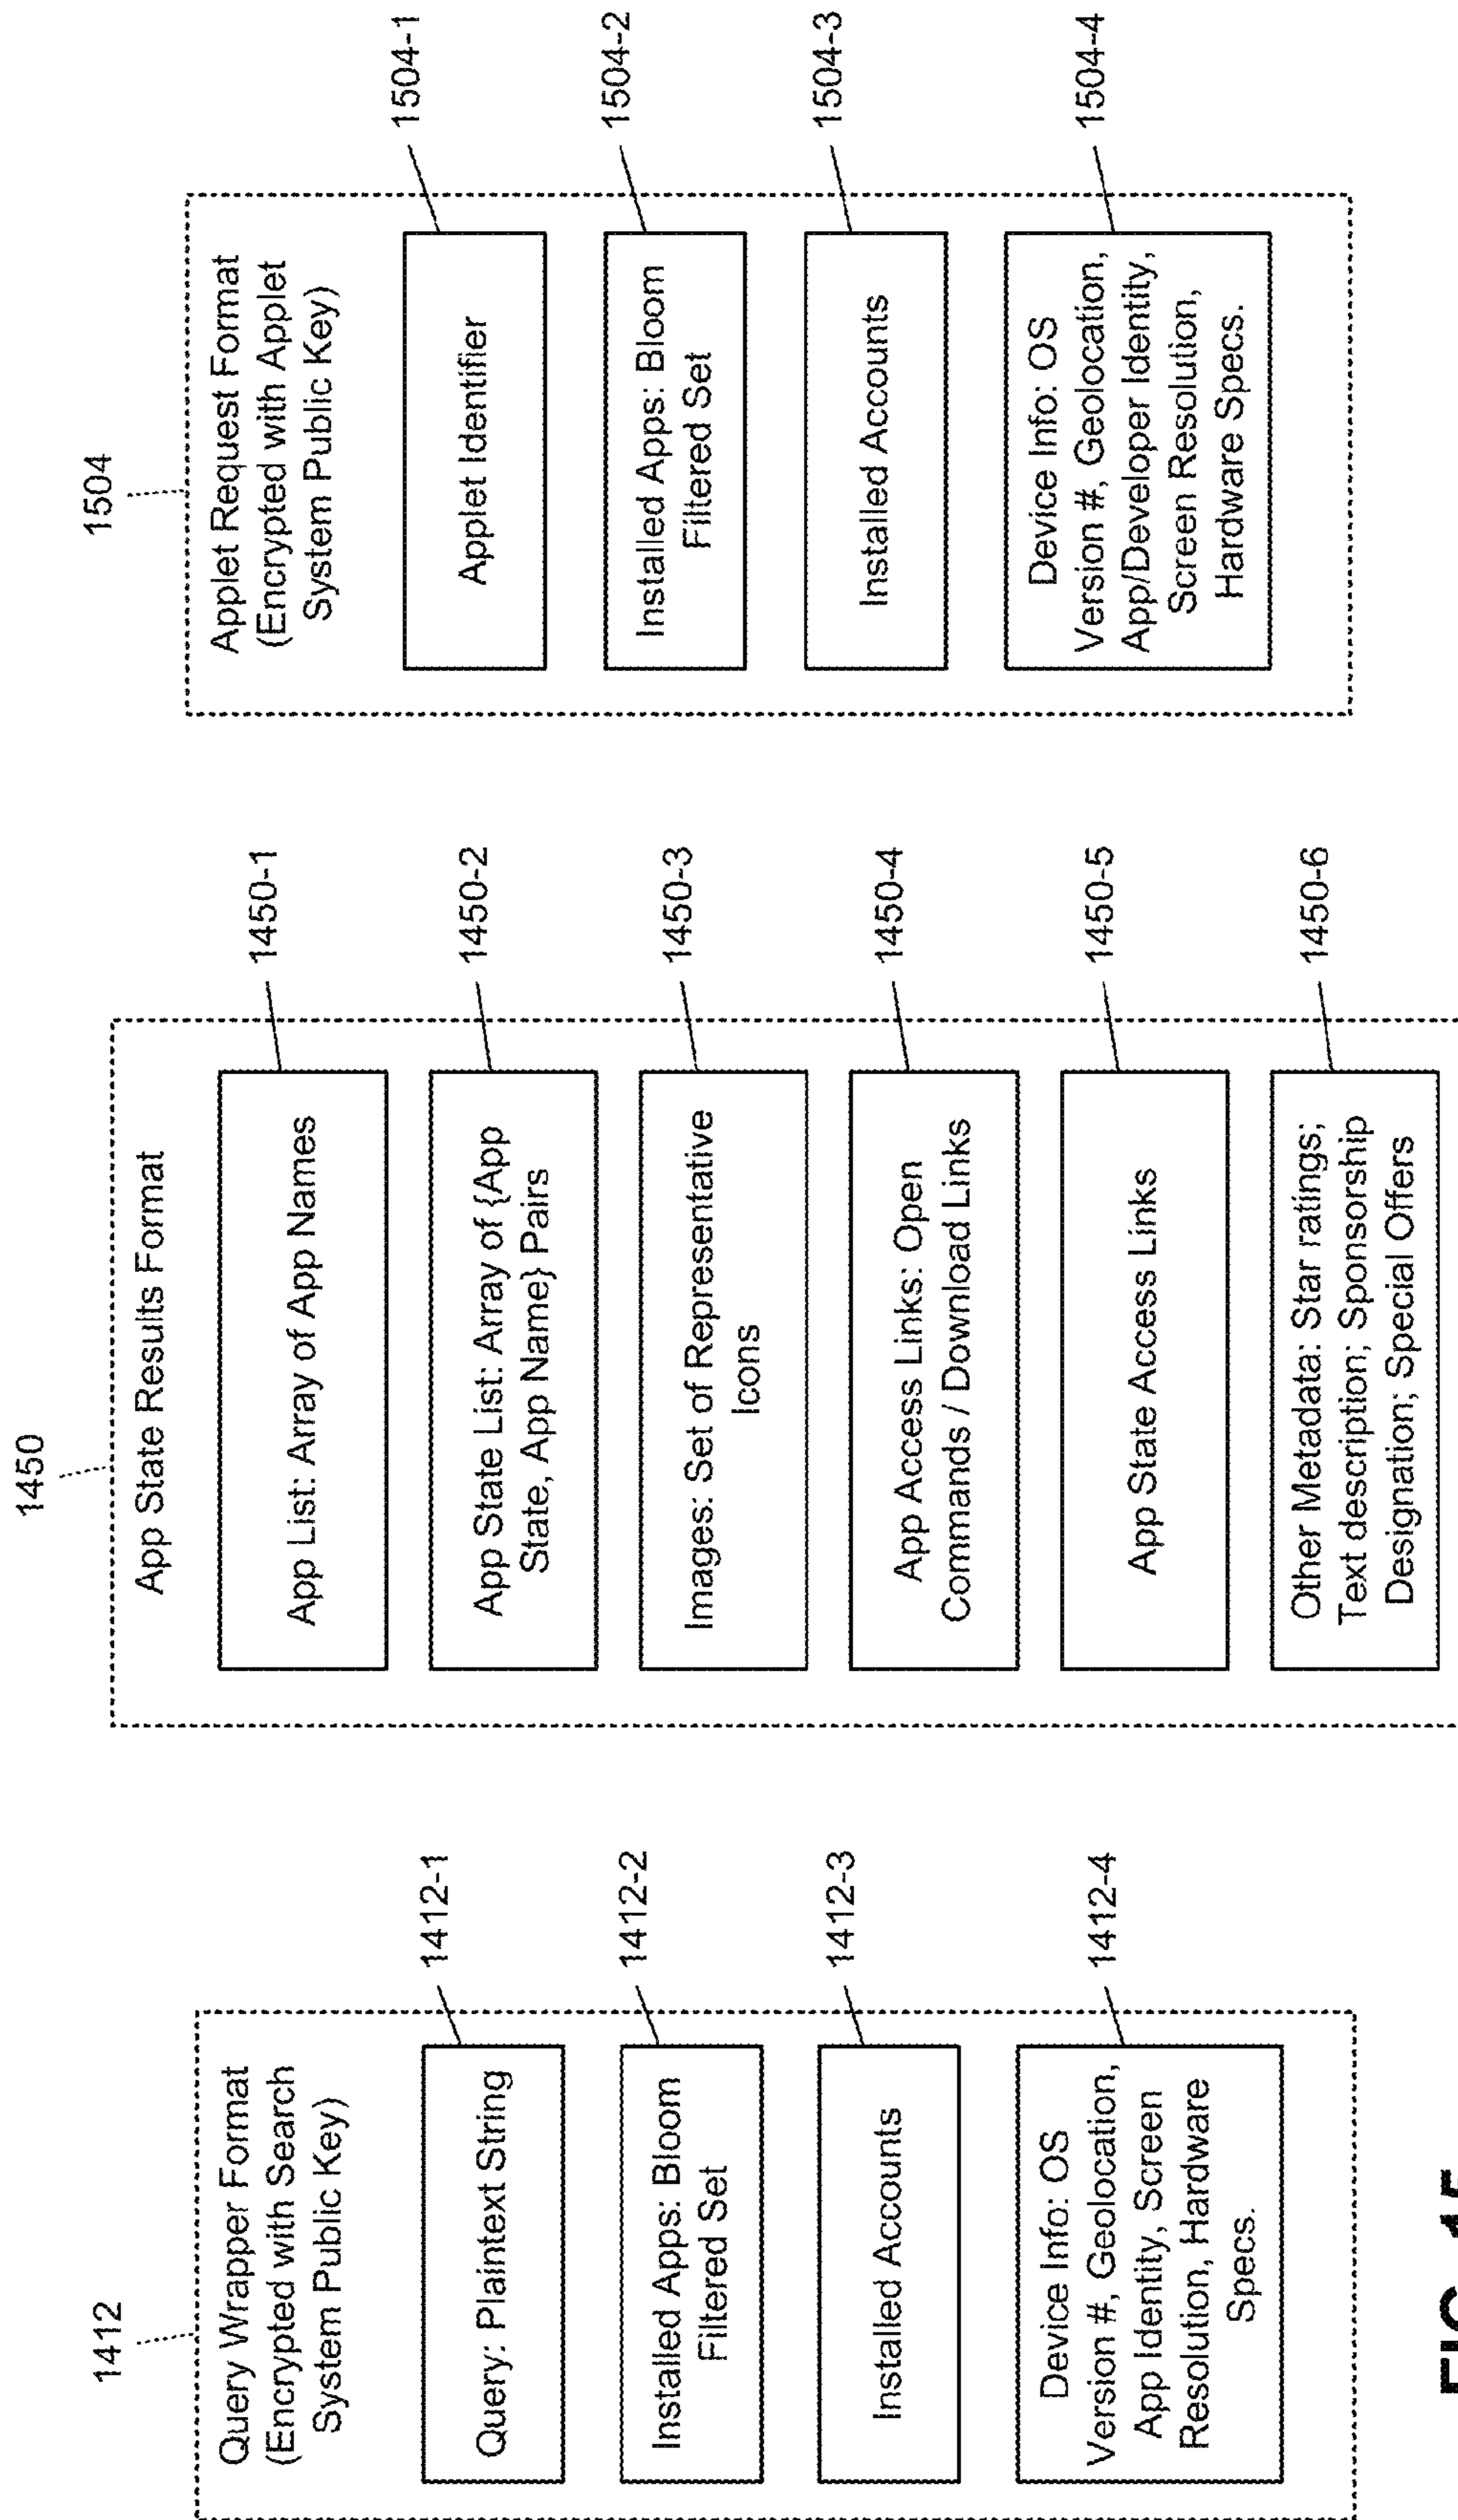 1412
Query Wrapper Format
(Encrypted with Search
System Public Key)
Query: Plaintext String
1412-1
Installed Apps: Bloom
Filtered Set
1412-2
Installed Accounts
1412-3
Device Info: OS
Version #, Geolocation,
App Identity, Screen
Resolution, Hardware
Specs.
1412-4
1450
App State Results Format
App List: Array of App Names
1450-1
App State List: Array of {App
State, App Name} Pairs
1450-2
Images: Set of Representative
Icons
1450-3
App Access Links: Open
Commands / Download Links
1450-4
App State Access Links
1450-5
Other Metadata: Star ratings;
Text description; Sponsorship
Designation; Special Offers
1450-6
1504
Applet Request Format
(Encrypted with Applet
System Public Key)
Applet Identifier
1504-1
Installed Apps: Bloom
Filtered Set
1504-2
Installed Accounts
1504-3
Device Info: OS
Version #, Geolocation,
App/Developer Identity,
Screen Resolution,
Hardware Specs.
1504-4
FIG. 15